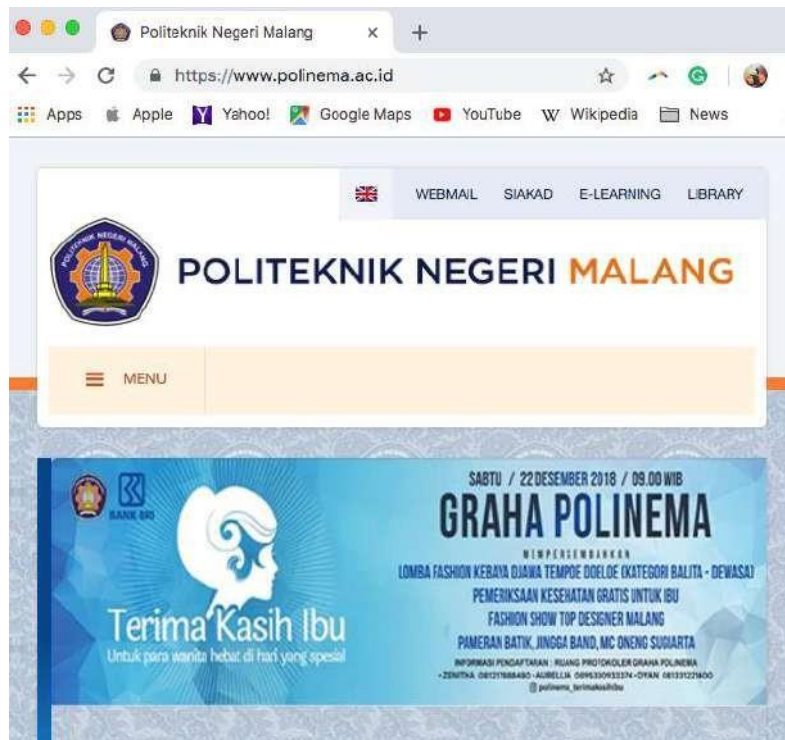 Politeknik Negeri Malang
https://www.polinema.ac.id
Apps Apple Yahoo! Google Maps YouTube Wikipedia News
WEBMAIL SIAKAD E-LEARNING LIBRARY
POLITEKNIK NEGERI MALANG
POLITEKNIK NEGERI MALANG
MENU
BANK BRI
SABTU / 22 DESEMBER 2018 / 09.00 WIB
GRAHA POLINEMA
MEMPERSEMBAHKAN
LOMBA FASHION KEBAYA DJAWA TEMPOE DOELOE (KATEGORI BALITA - DEWASA)
PEMERIKSAAN KESEHATAN GRATIS UNTUK IBU
FASHION SHOW TOP DESIGNER MALANG
PAMERAN BATIK, JINGGA BAND, MC ONENG SUGIARTA
INFORMASI PENDAFTARAN : RUANG PROTOKOLER GRAHA POLINEMA
Terima Kasih Ibu
Untuk para wanita hebat di hari yang spesial